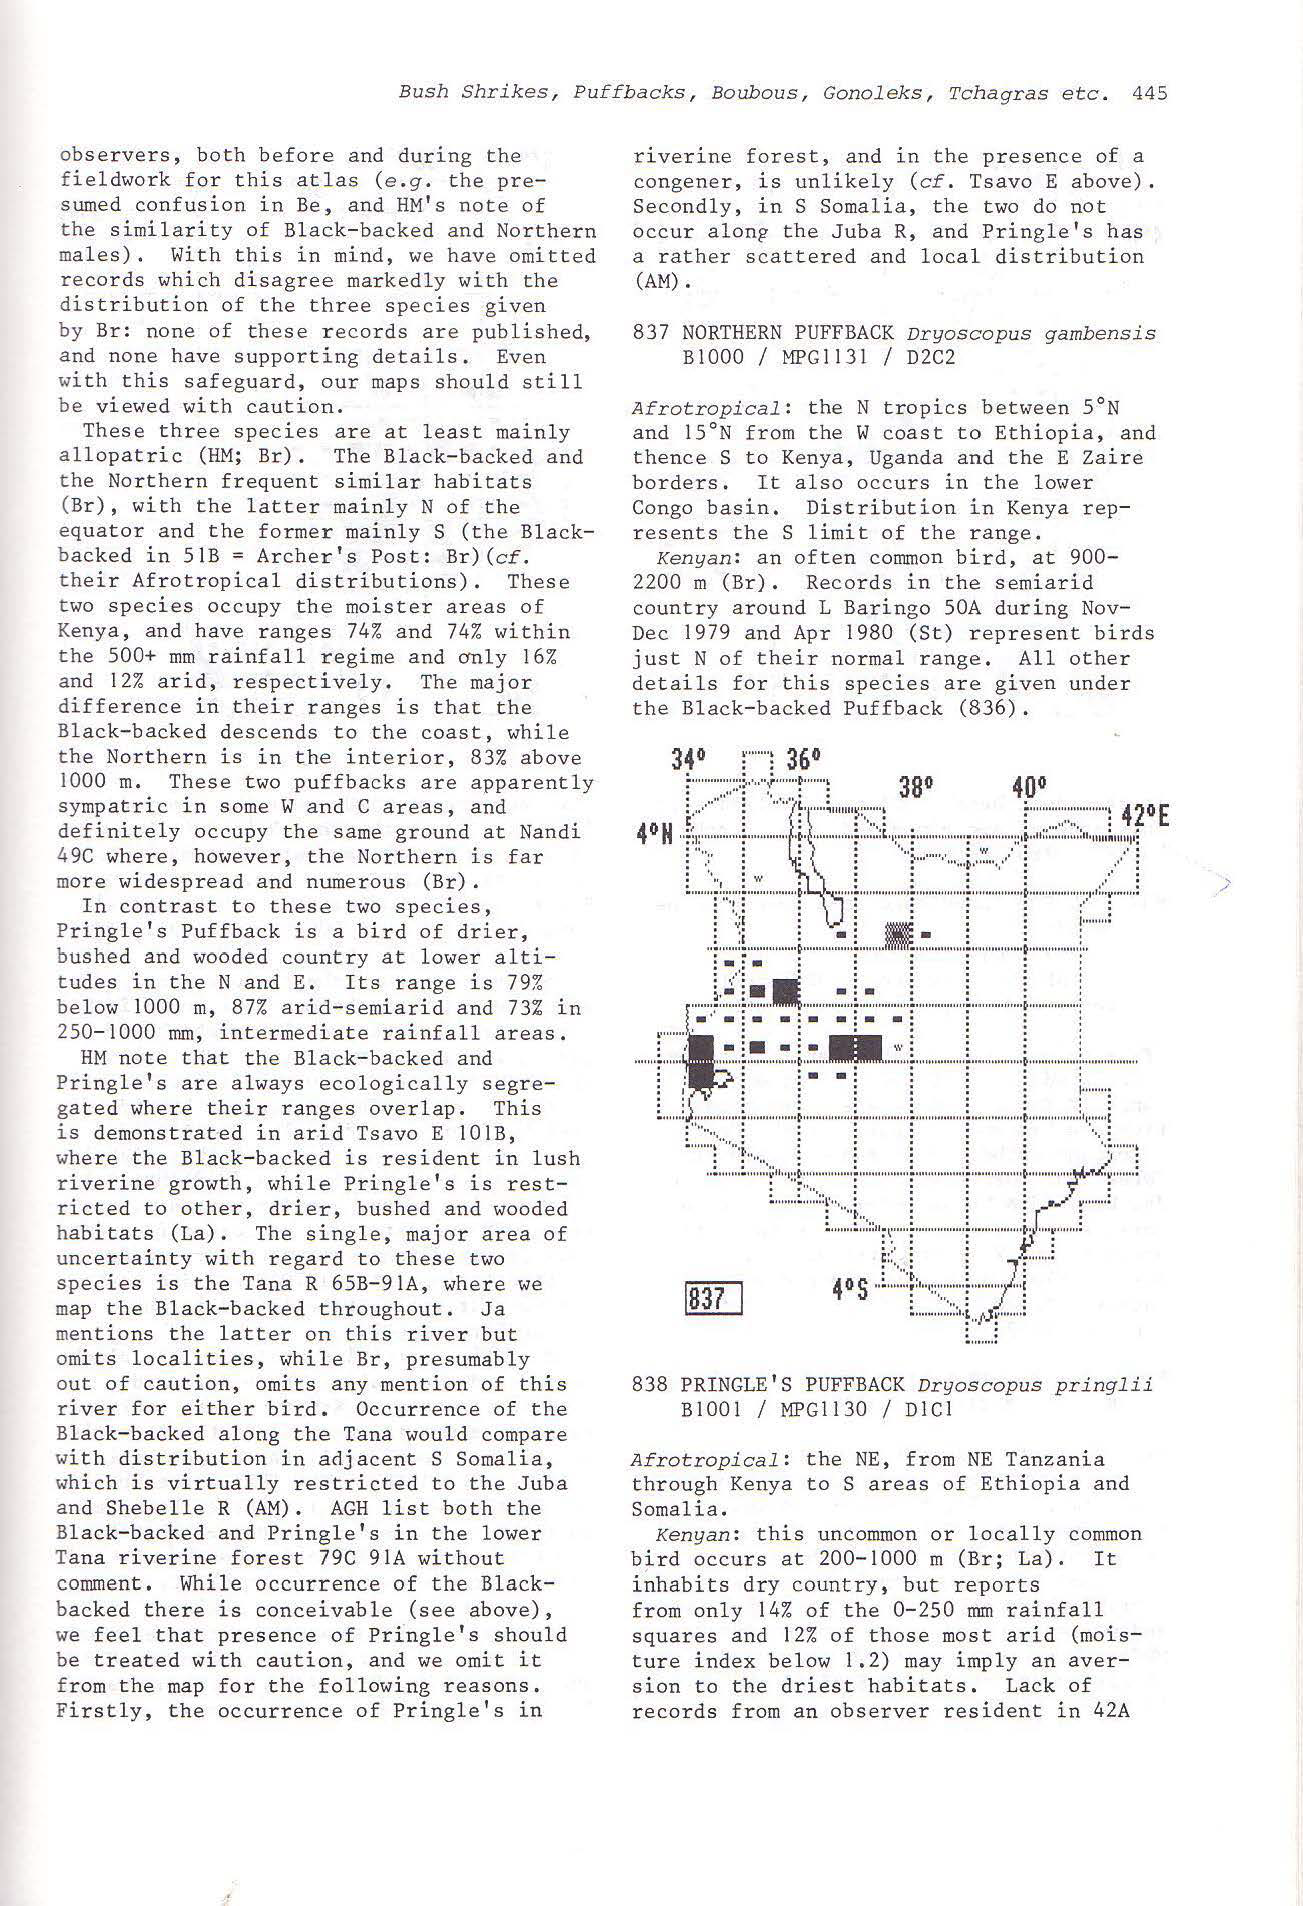 Bush Shrikes, Puffbacks, Boubous, Gonoleks, Tchagras etc. 445
observers, both before and during the
fieldwork for this atlas (e.g. the pre-
sumed confusion in Be, and HM's note of
the similarity of Black-backed and Northern
males). With this in mind, we have omitted
records which disagree markedly with the
distribution of the three species given
by Br: none of these records are published,
and none have supporting details. Even
with this safeguard, our maps should still
be viewed with caution.
These three species are at least mainly
allopatric (HM; Br). The Black-backed and
the Northern frequent similar habitats
(Br), with the latter mainly N of the
equator and the former mainly S (the Black-
backed in 51B = Archer's Post: Br)(cf.
their Afrotropical distributions). These
two species occupy the moister areas of
Kenya, and have ranges 74% and 74% within
the 500+ mm rainfall regime and only 16%
and 12% arid, respectively. The major
difference in their ranges is that the
Black-backed descends to the coast, while
the Northern is in the interior, 83% above
1000 m. These two puffbacks are apparently
sympatric in some W and C areas, and
definitely occupy the same ground at Nandi
49C where, however, the Northern is far
more widespread and numerous (Br).
In contrast to these two species,
Pringle's Puffback is a bird of drier,
bushed and wooded country at lower alti-
tudes in the N and E. Its range is 79%
below 1000 m, 87% arid-semiarid and 73% in
250-1000 mm, intermediate rainfall areas.
HM note that the Black-backed and
Pringle's are always ecologically segre-
gated where their ranges overlap. This
is demonstrated in arid Tsavo E 101B,
where the Black-backed is resident in lush
riverine growth, while Pringle's is rest-
ricted to other, drier, bushed and wooded
habitats (La). The single, major area of
uncertainty with regard to these two
species is the Tana R 65B-91A, where we
map the Black-backed throughout. Ja
mentions the latter on this river but
omits localities, while Br, presumably
out of caution, omits any mention of this
river for either bird. Occurrence of the
Black-backed along the Tana would compare
with distribution in adjacent S Somalia,
which is virtually restricted to the Juba
and Shebelle R (AM). AGH list both the
Black-backed and Pringle's in the lower
Tana riverine forest 79C 91A without
comment. While occurrence of the Black-
backed there is conceivable (see above),
we feel that presence of Pringle's should
be treated with caution, and we omit it
from the map for the following reasons.
Firstly, the occurrence of Pringle's in
riverine forest, and in the presence of a
congener, is unlikely (cf. Tsavo E above).
Secondly, in S Somalia, the two do not
occur along the Juba R, and Pringle's has
a rather scattered and local distribution
(AM).
837 NORTHERN PUFFBACK Dryoscopus gambensis
B1000 / MPG1131 / D2C2
Afrotropical: the N tropics between 5°N
and 15°N from the W coast to Ethiopia, and
thence S to Kenya, Uganda and the E Zaire
borders. It also occurs in the lower
Congo basin. Distribution in Kenya rep-
resents the S limit of the range.
Kenyan: an often common bird, at 900-
2200 m (Br). Records in the semiarid
country around L Baringo 50A during Nov-
Dec 1979 and Apr 1980 (St) represent birds
just N of their normal range. All other
details for this species are given under
the Black-backed Puffback (836).
34° 36°
38° 40°
42°E
4°N
w
w
w
4°S
837
838 PRINGLE'S PUFFBACK Dryoscopus pringlii
B1001 / MPG1130 / D1C1
Afrotropical: the NE, from NE Tanzania
through Kenya to S areas of Ethiopia and
Somalia.
Kenyan: this uncommon or locally common
bird occurs at 200-1000 m (Br; La). It
inhabits dry country, but reports
from only 14% of the 0-250 mm rainfall
squares and 12% of those most arid (mois-
ture index below 1.2) may imply an aver-
sion to the driest habitats. Lack of
records from an observer resident in 42A